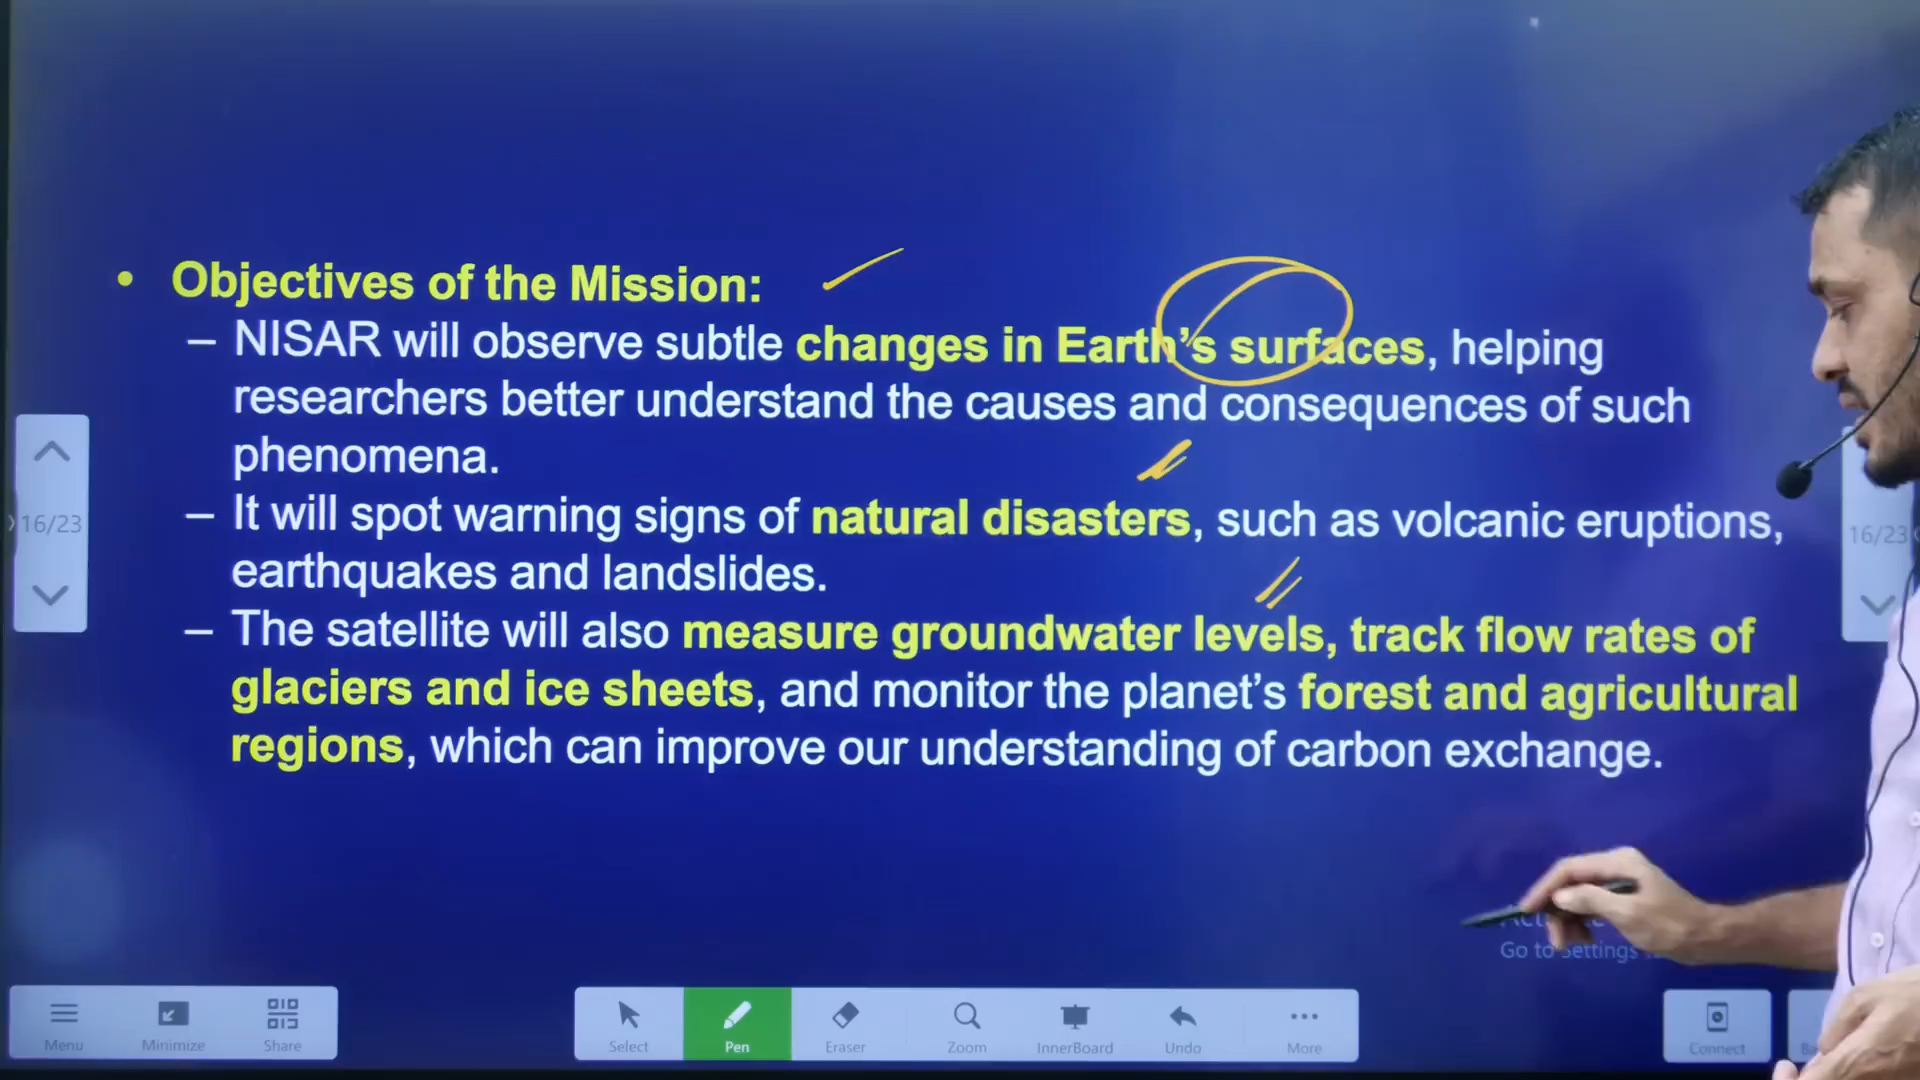 • Objectives of the Mission:
– NISAR will observe subtle changes in Earth's surfaces, helping
researchers better understand the causes and consequences of such
phenomena.
– It will spot warning signs of natural disasters, such as volcanic eruptions,
earthquakes and landslides.
– The satellite will also measure groundwater levels, track flow rates of
glaciers and ice sheets, and monitor the planet's forest and agricultural
regions, which can improve our understanding of carbon exchange.
16/23
16/23
Go to Settings
Menu Minimize Share Select Pen Eraser Zoom InnerBoard Undo More Connect